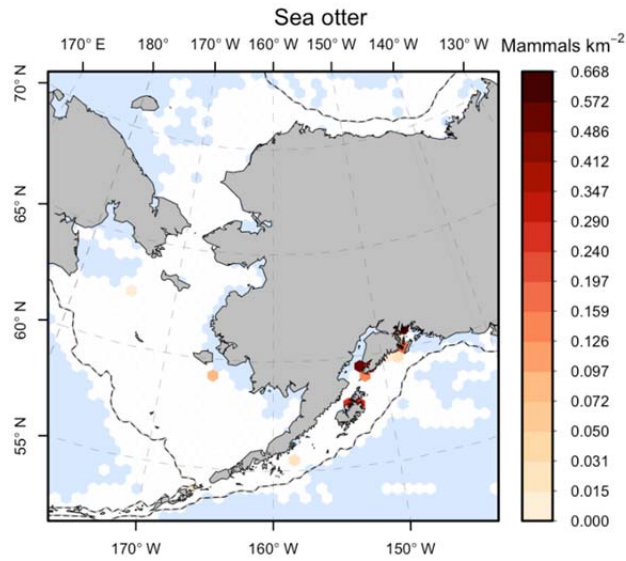 Sea otter
170° E 180° 170° W 160° W 150° W 140° W 130° W
Mammals km−2
70° N
65° N
60° N
55° N
170° W 160° W 150° W
0.668
0.572
0.486
0.412
0.347
0.290
0.240
0.197
0.159
0.126
0.097
0.072
0.050
0.031
0.015
0.000